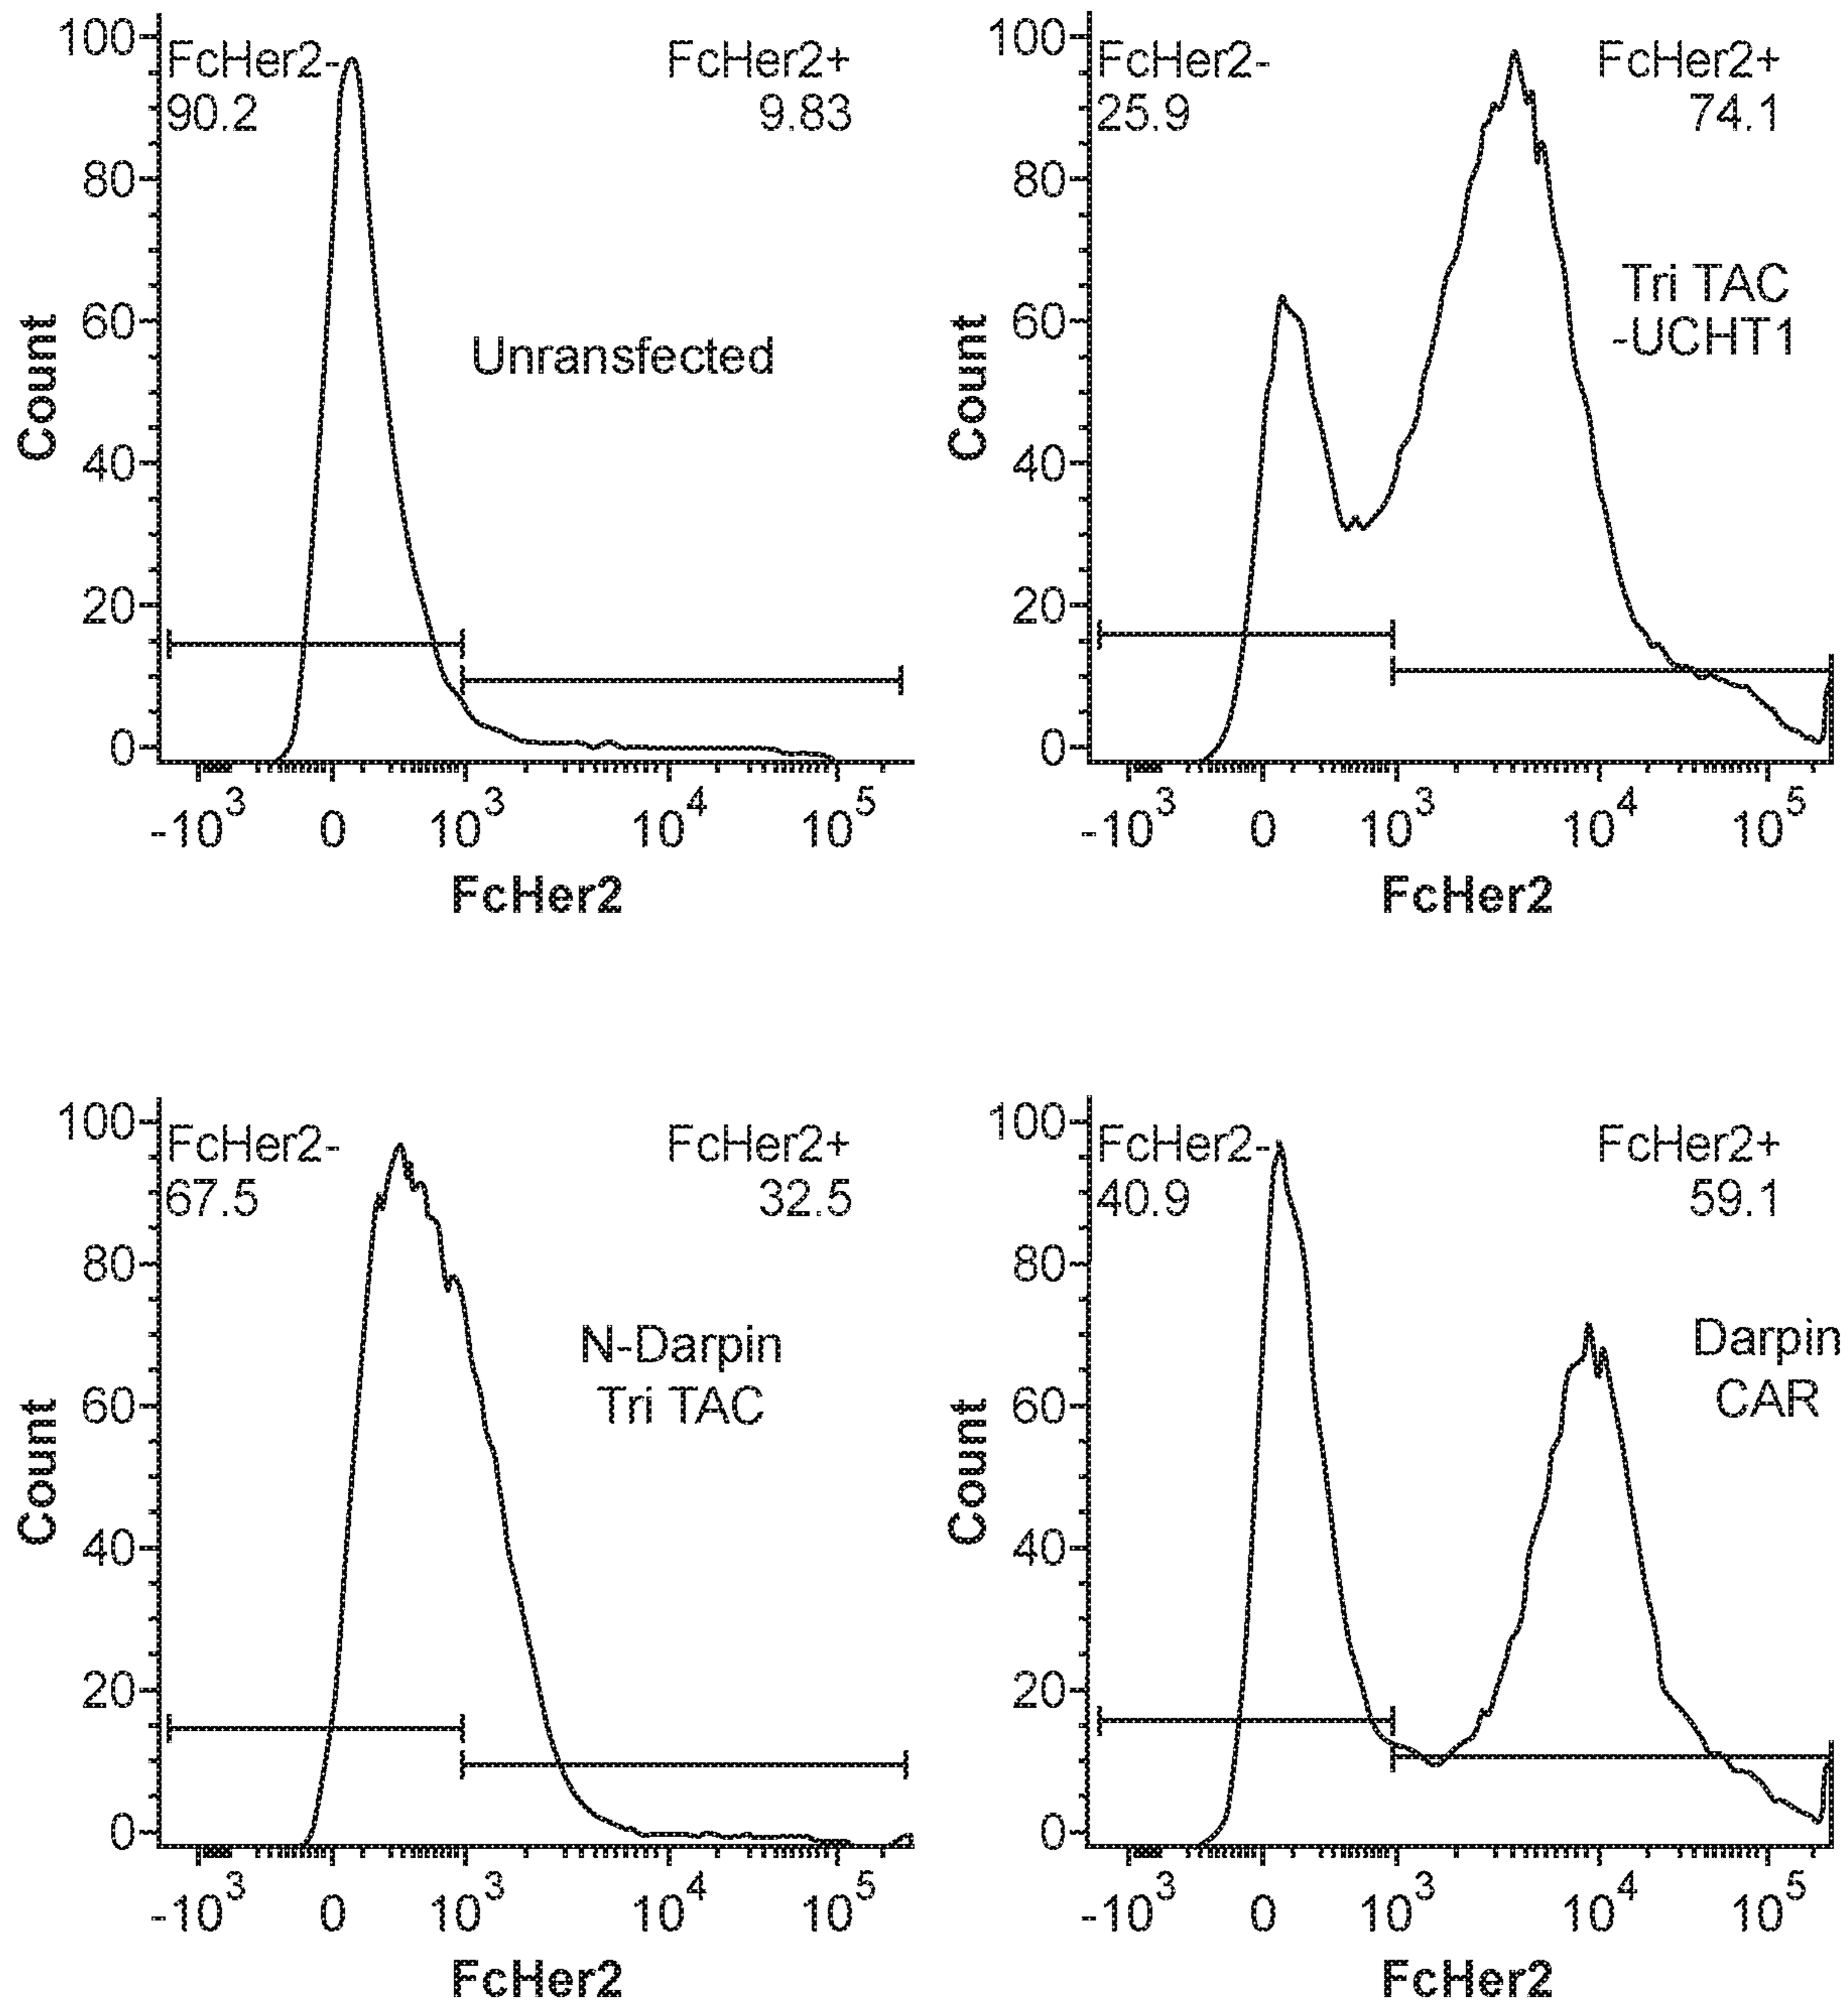 FcHer2-
90.2
FcHer2+
9.83
Unransfected
100
80
60
40
20
0
Count
-10^3 0 10^3 10^4 10^5
FcHer2
FcHer2-
25.9
FcHer2+
74.1
Tri TAC
-UCHT1
100
80
60
40
20
0
Count
-10^3 0 10^3 10^4 10^5
FcHer2
FcHer2-
67.5
FcHer2+
32.5
N-Darpin
Tri TAC
100
80
60
40
20
0
Count
-10^3 0 10^3 10^4 10^5
FcHer2
FcHer2-
40.9
FcHer2+
59.1
Darpin
CAR
100
80
60
40
20
0
Count
-10^3 0 10^3 10^4 10^5
FcHer2